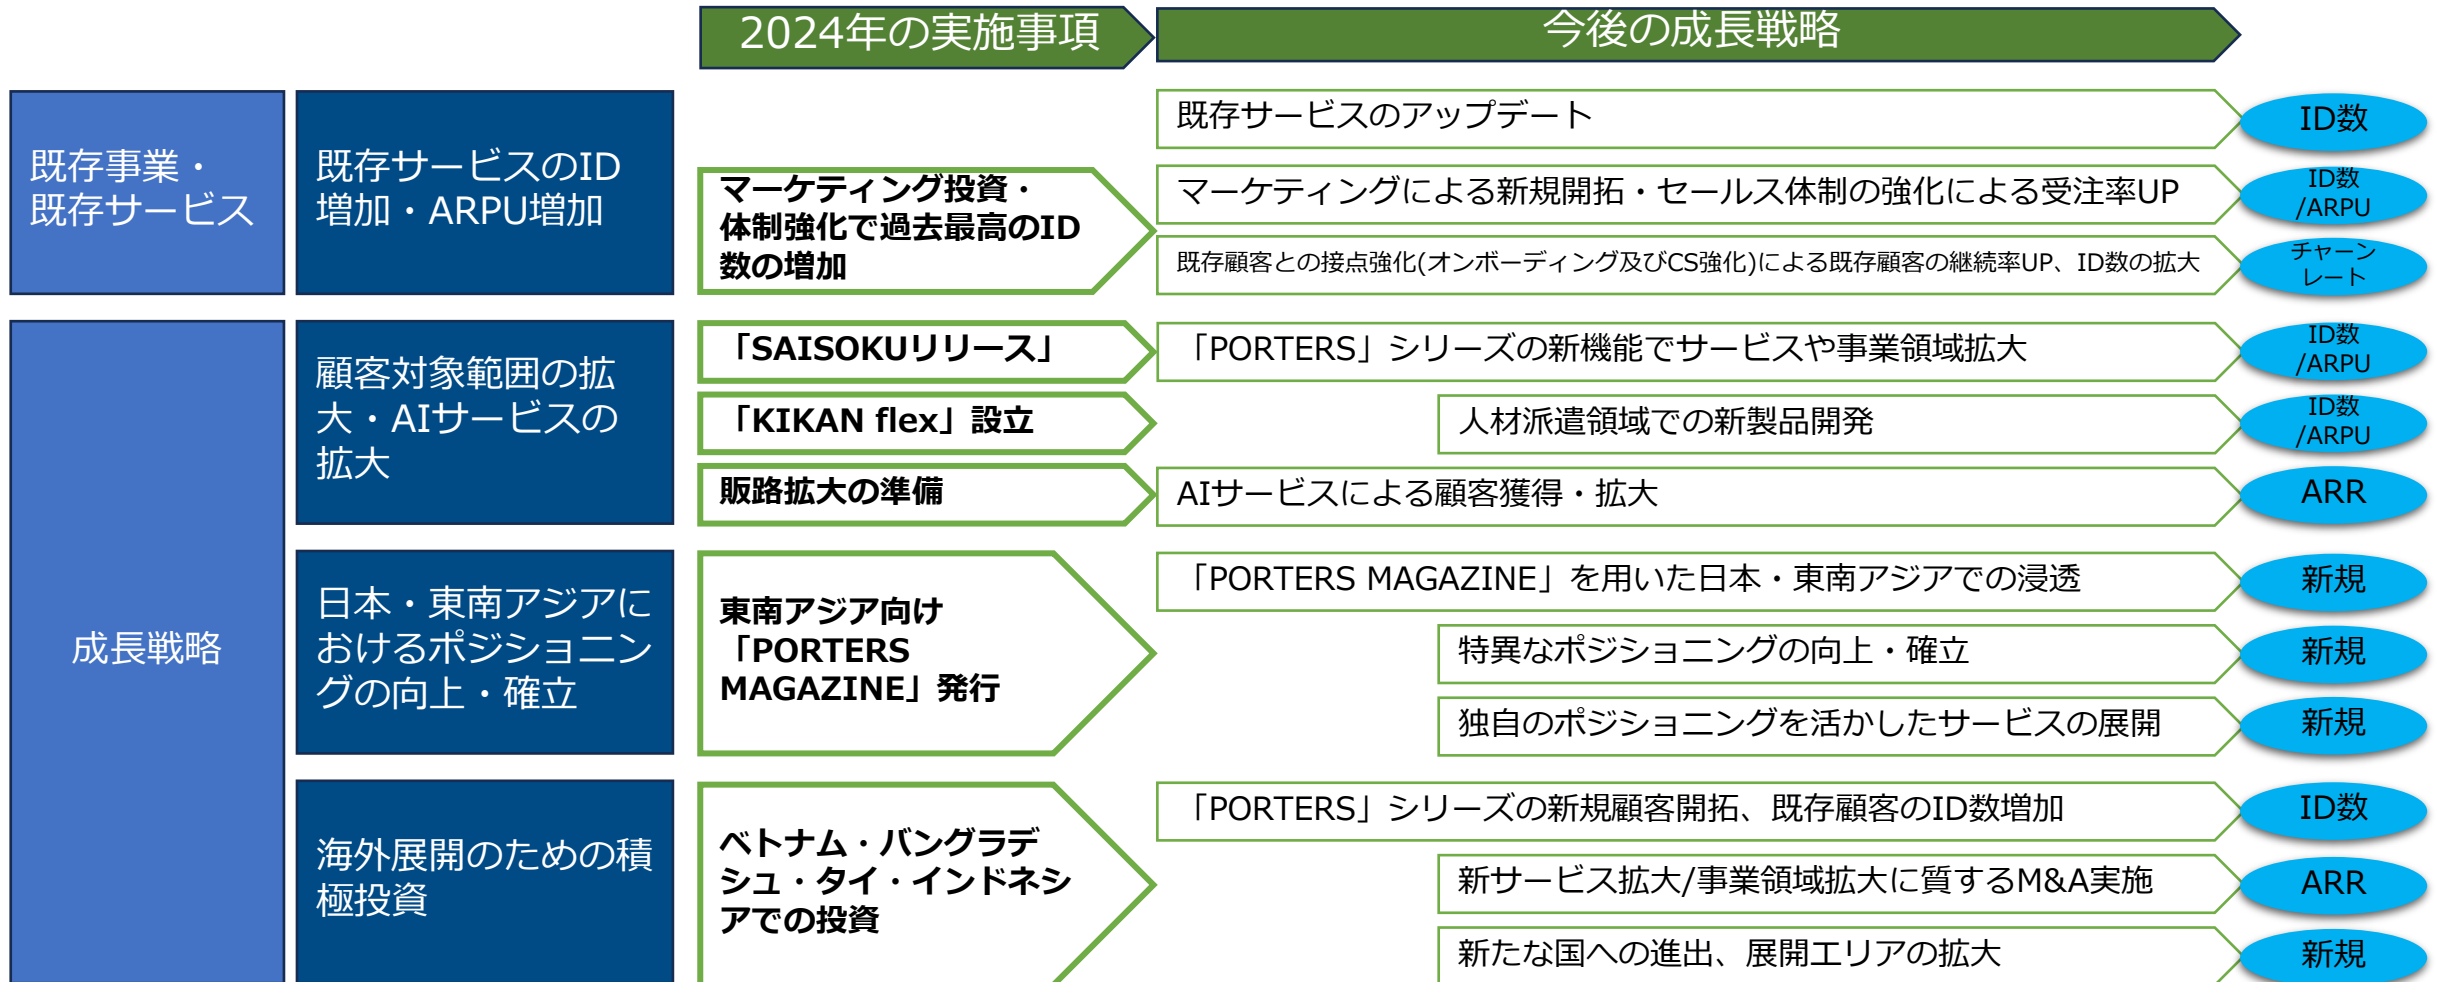 2024年の実施事項
今後の成長戦略
既存事業・
既存サービス
既存サービスのID
増加・ARPU増加
マーケティング投資・
体制強化で過去最高のID
数の増加
既存サービスのアップデート
ID数
マーケティングによる新規開拓・セールス体制の強化による受注率UP
ID数
/ARPU
既存顧客との接点強化(オンボーディング及びCS強化)による既存顧客の継続率UP、ID数の拡大
チャーン
レート
成長戦略
顧客対象範囲の拡
大・AIサービスの
拡大
「SAISOKUリリース」
「PORTERS」シリーズの新機能でサービスや事業領域拡大
ID数
/ARPU
「KIKAN flex」設立
人材派遣領域での新製品開発
ID数
/ARPU
販路拡大の準備
AIサービスによる顧客獲得・拡大
ARR
日本・東南アジアに
おけるポジショニン
グの向上・確立
東南アジア向け
「PORTERS
MAGAZINE」発行
「PORTERS MAGAZINE」を用いた日本・東南アジアでの浸透
新規
特異なポジショニングの向上・確立
新規
独自のポジショニングを活かしたサービスの展開
新規
海外展開のための積
極投資
ベトナム・バングラデ
シュ・タイ・インドネシ
アでの投資
「PORTERS」シリーズの新規顧客開拓、既存顧客のID数増加
ID数
新サービス拡大/事業領域拡大に質するM&A実施
ARR
新たな国への進出、展開エリアの拡大
新規